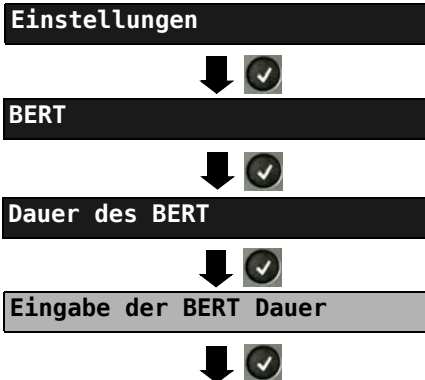 Einstellungen
BERT
Dauer des BERT
Eingabe der BERT Dauer